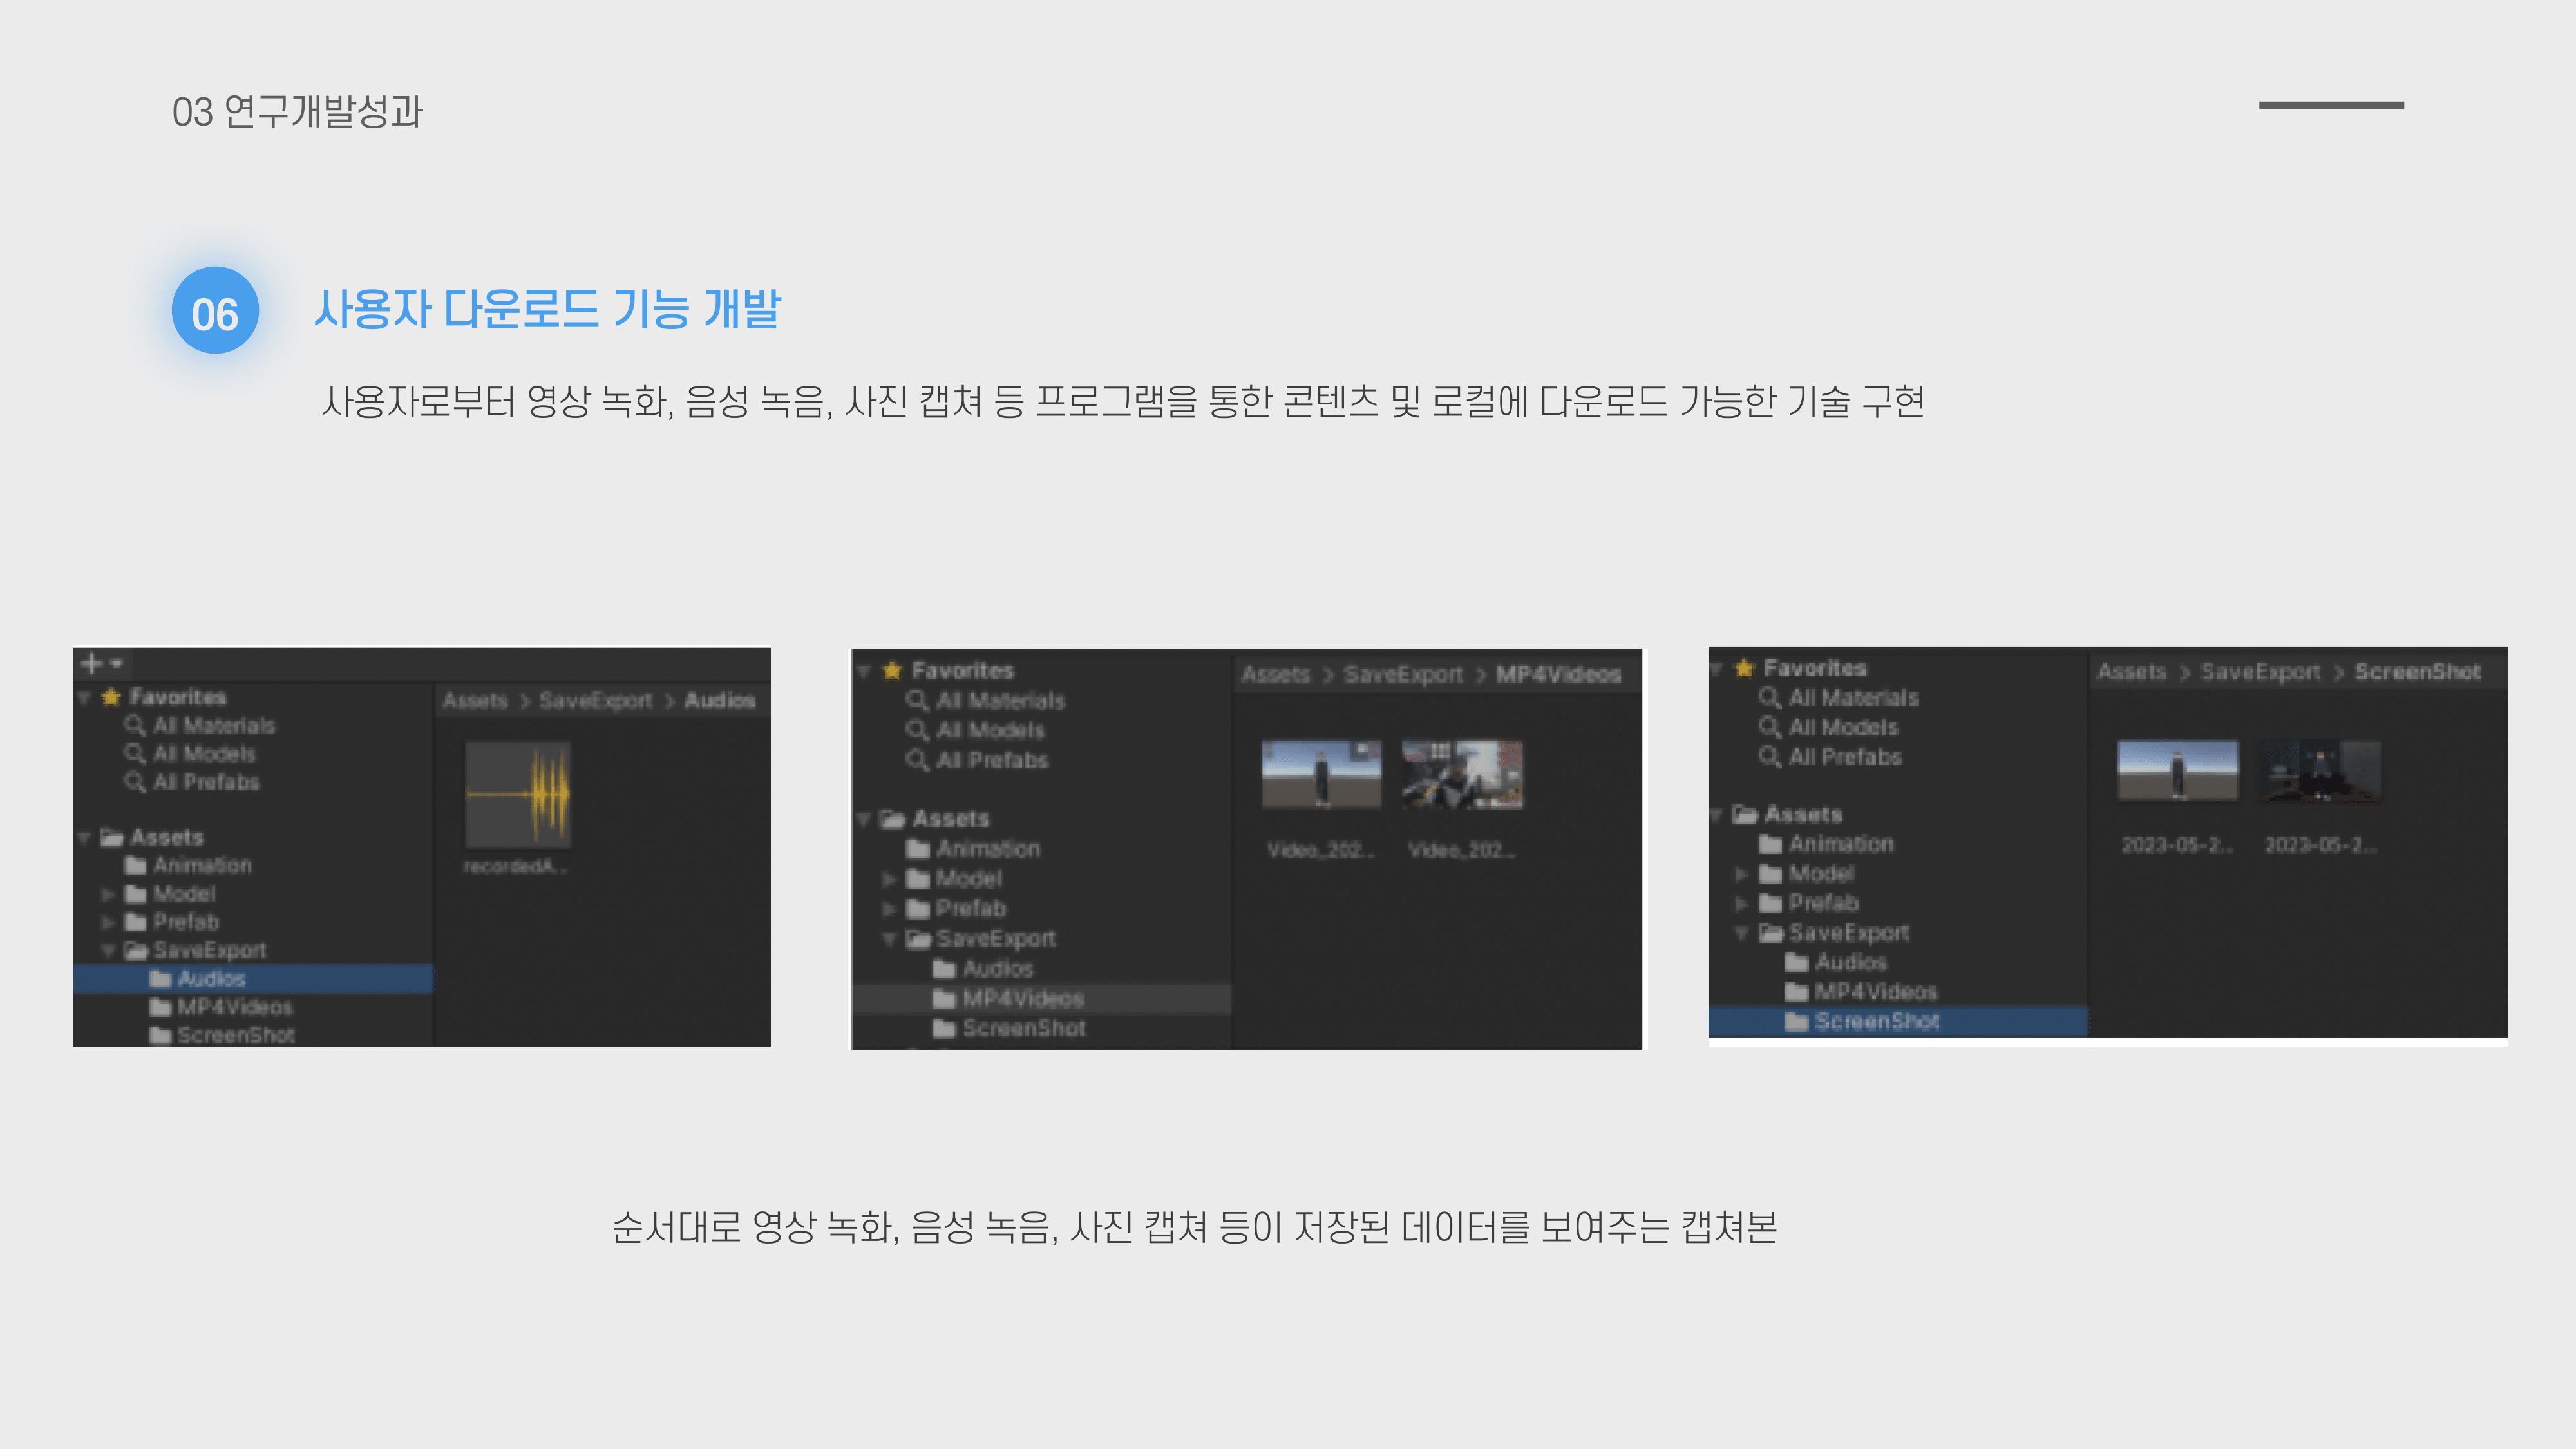 03 연구개발성과
06 사용자 다운로드 기능 개발
사용자로부터 영상 녹화, 음성 녹음, 사진 캡쳐 등 프로그램을 통한 콘텐츠 및 로컬에 다운로드 가능한 기술 구현
Favorites
All Materials
All Models
All Prefabs
Assets
Animation
Model
Prefab
SaveExport
Audios
MP4Videos
ScreenShot
Assets > SaveExport > Audios
recordedA...
Favorites
All Materials
All Models
All Prefabs
Assets
Animation
Model
Prefab
SaveExport
Audios
MP4Videos
ScreenShot
Assets > SaveExport > MP4Videos
Video_202... Video_202...
Favorites
All Materials
All Models
All Prefabs
Assets
Animation
Model
Prefab
SaveExport
Audios
MP4Videos
ScreenShot
Assets > SaveExport > ScreenShot
2023-05-2... 2023-05-2...
순서대로 영상 녹화, 음성 녹음, 사진 캡쳐 등이 저장된 데이터를 보여주는 캡쳐본